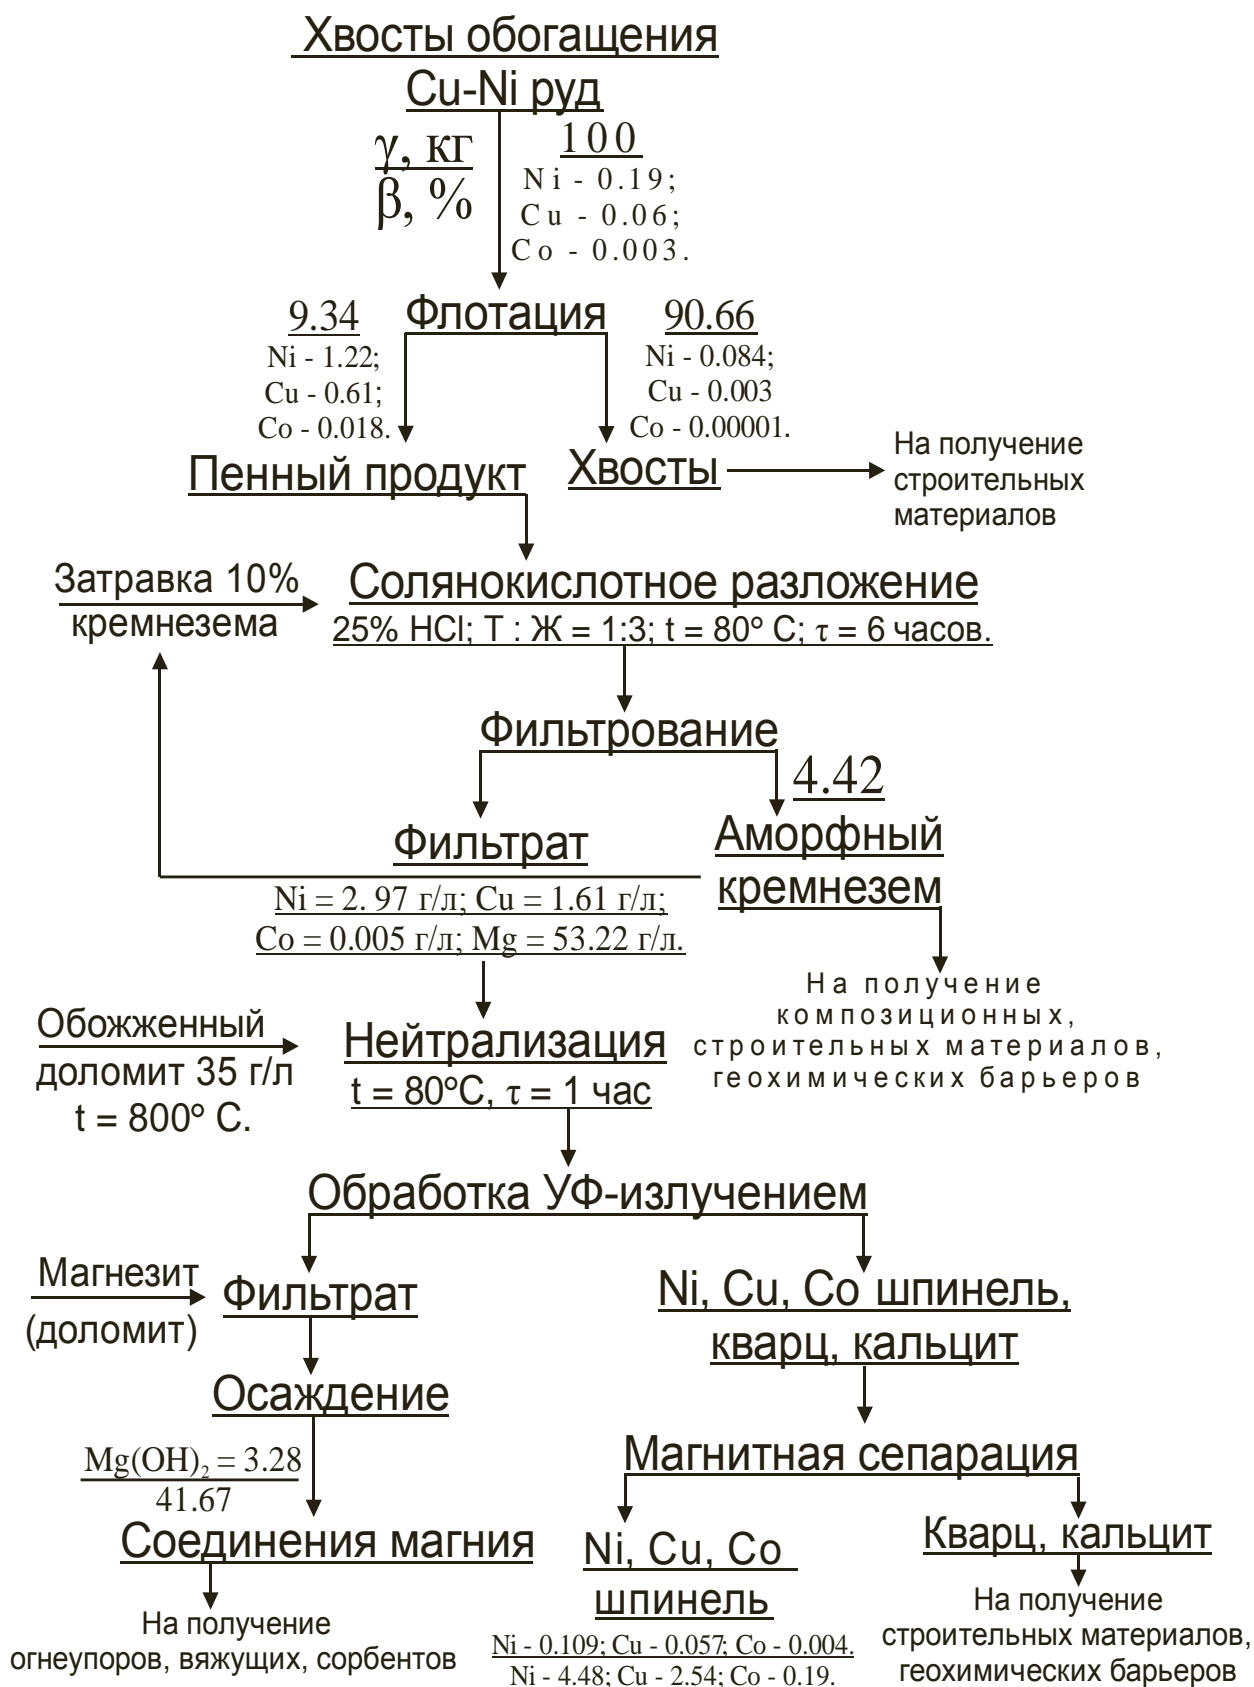 Хвосты обогащения
Cu-Ni руд
γ, кг
β, %
100
Ni - 0.19;
Cu - 0.06;
Co - 0.003.
Флотация
9.34
Ni - 1.22;
Cu - 0.61;
Co - 0.018.
90.66
Ni - 0.084;
Cu - 0.003
Co - 0.00001.
Пенный продукт
Хвосты
На получение
строительных
материалов
Затравка 10%
кремнезема
Солянокислотное разложение
25% HCl; Т : Ж = 1:3; t = 80º C; τ = 6 часов.
Фильтрование
4.42
Фильтрат
Аморфный
кремнезем
Ni = 2. 97 г/л; Cu = 1.61 г/л;
Co = 0.005 г/л; Mg = 53.22 г/л.
На получение
композиционных,
строительных материалов,
геохимических барьеров
Обожженный
доломит 35 г/л
t = 800º C.
Нейтрализация
t = 80ºC, τ = 1 час
Обработка УФ-излучением
Магнезит
(доломит)
Фильтрат
Ni, Cu, Co шпинель,
кварц, кальцит
Осаждение
Магнитная сепарация
Mg(OH)₂ = 3.28
41.67
Соединения магния
Ni, Cu, Co
шпинель
Кварц, кальцит
На получение
огнеупоров, вяжущих, сорбентов
Ni - 0.109; Cu - 0.057; Co - 0.004.
Ni - 4.48; Cu - 2.54; Co - 0.19.
На получение
строительных материалов,
геохимических барьеров